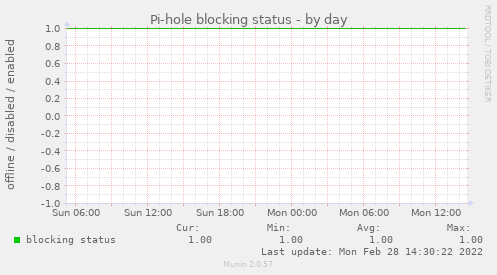 Pi-hole blocking status - by day
RRDTOOL / TOBI OETIKER
offline / disabled / enabled
1.0
0.8
0.6
0.4
0.2
0.0
-0.2
-0.4
-0.6
-0.8
-1.0
Sun 06:00 Sun 12:00 Sun 18:00 Mon 00:00 Mon 06:00 Mon 12:00
Cur: Min: Avg: Max:
blocking status 1.00 1.00 1.00 1.00
Last update: Mon Feb 28 14:30:22 2022
Munin 2.0.57